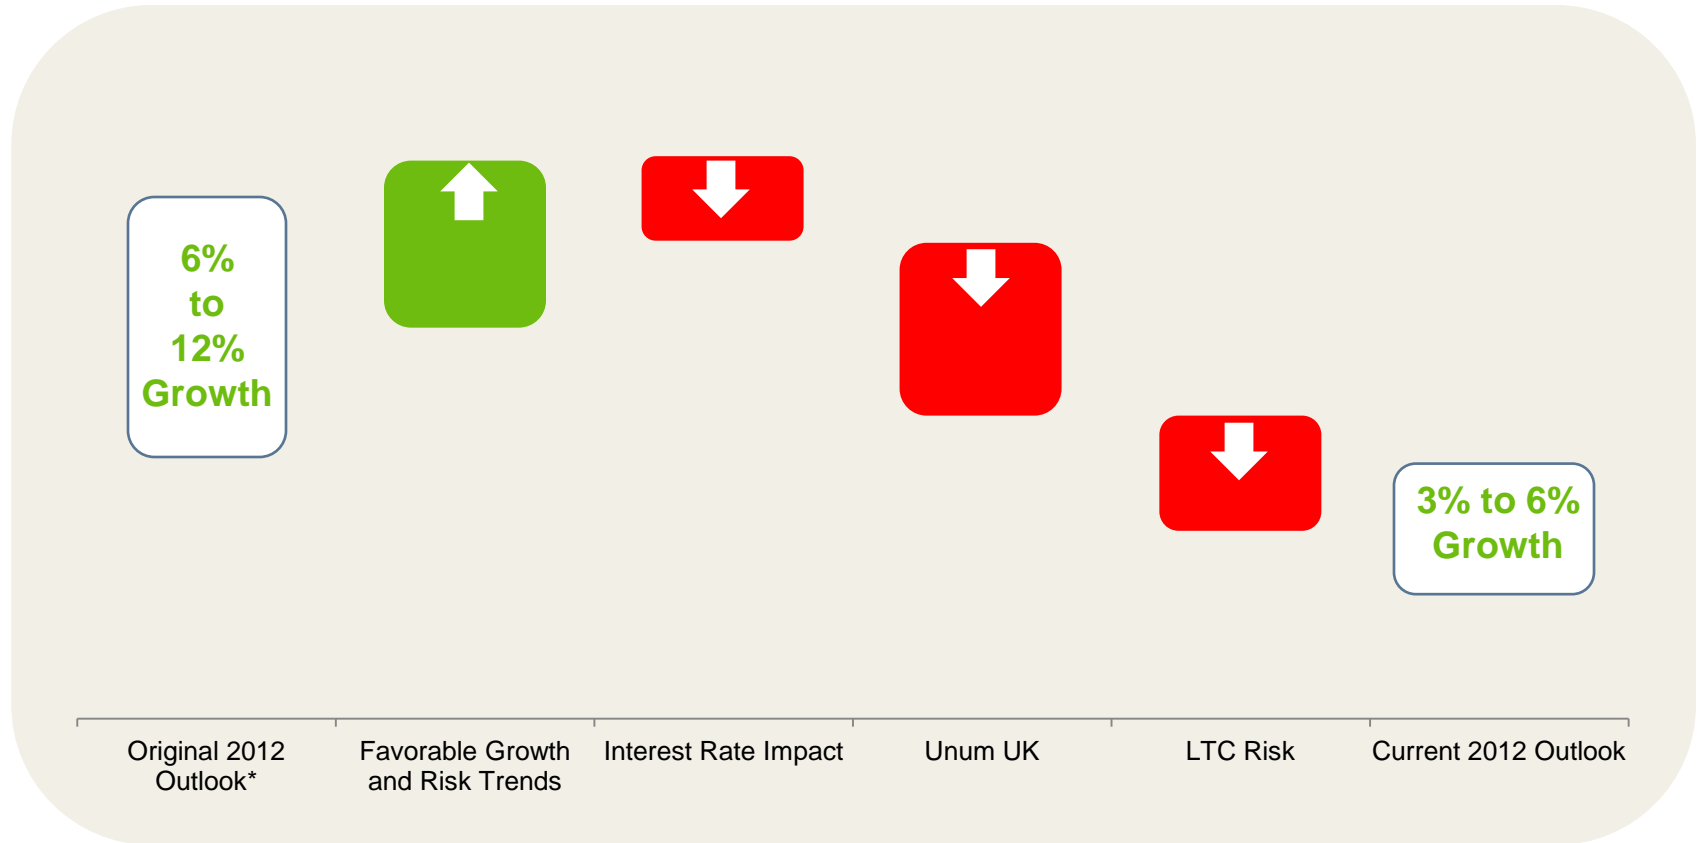 6%
to
12%
Growth
3% to 6%
Growth
Original 2012
Outlook*
Favorable Growth
and Risk Trends
Interest Rate Impact
Unum UK
LTC Risk
Current 2012 Outlook